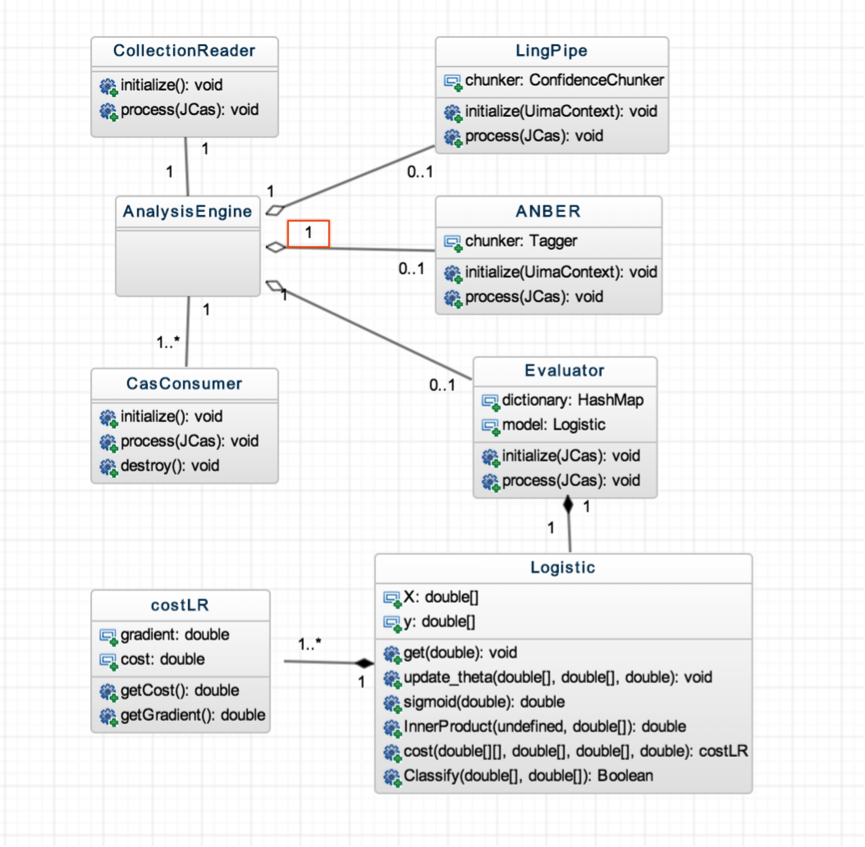 CollectionReader
initialize(): void
process(JCas): void
LingPipe
chunker: ConfidenceChunker
initialize(UimaContext): void
process(JCas): void
1
1
1
0..1
AnalysisEngine
1
0..1
ANBER
chunker: Tagger
initialize(UimaContext): void
process(JCas): void
1
0..1
1
1..*
CasConsumer
initialize(): void
process(JCas): void
destroy(): void
Evaluator
dictionary: HashMap
model: Logistic
initialize(JCas): void
process(JCas): void
1
1
Logistic
X: double[]
y: double[]
get(double): void
update_theta(double[], double[], double): void
sigmoid(double): double
InnerProduct(undefined, double[]): double
cost(double[][], double[], double[], double): costLR
Classify(double[], double[]): Boolean
1..*
1
costLR
gradient: double
cost: double
getCost(): double
getGradient(): double